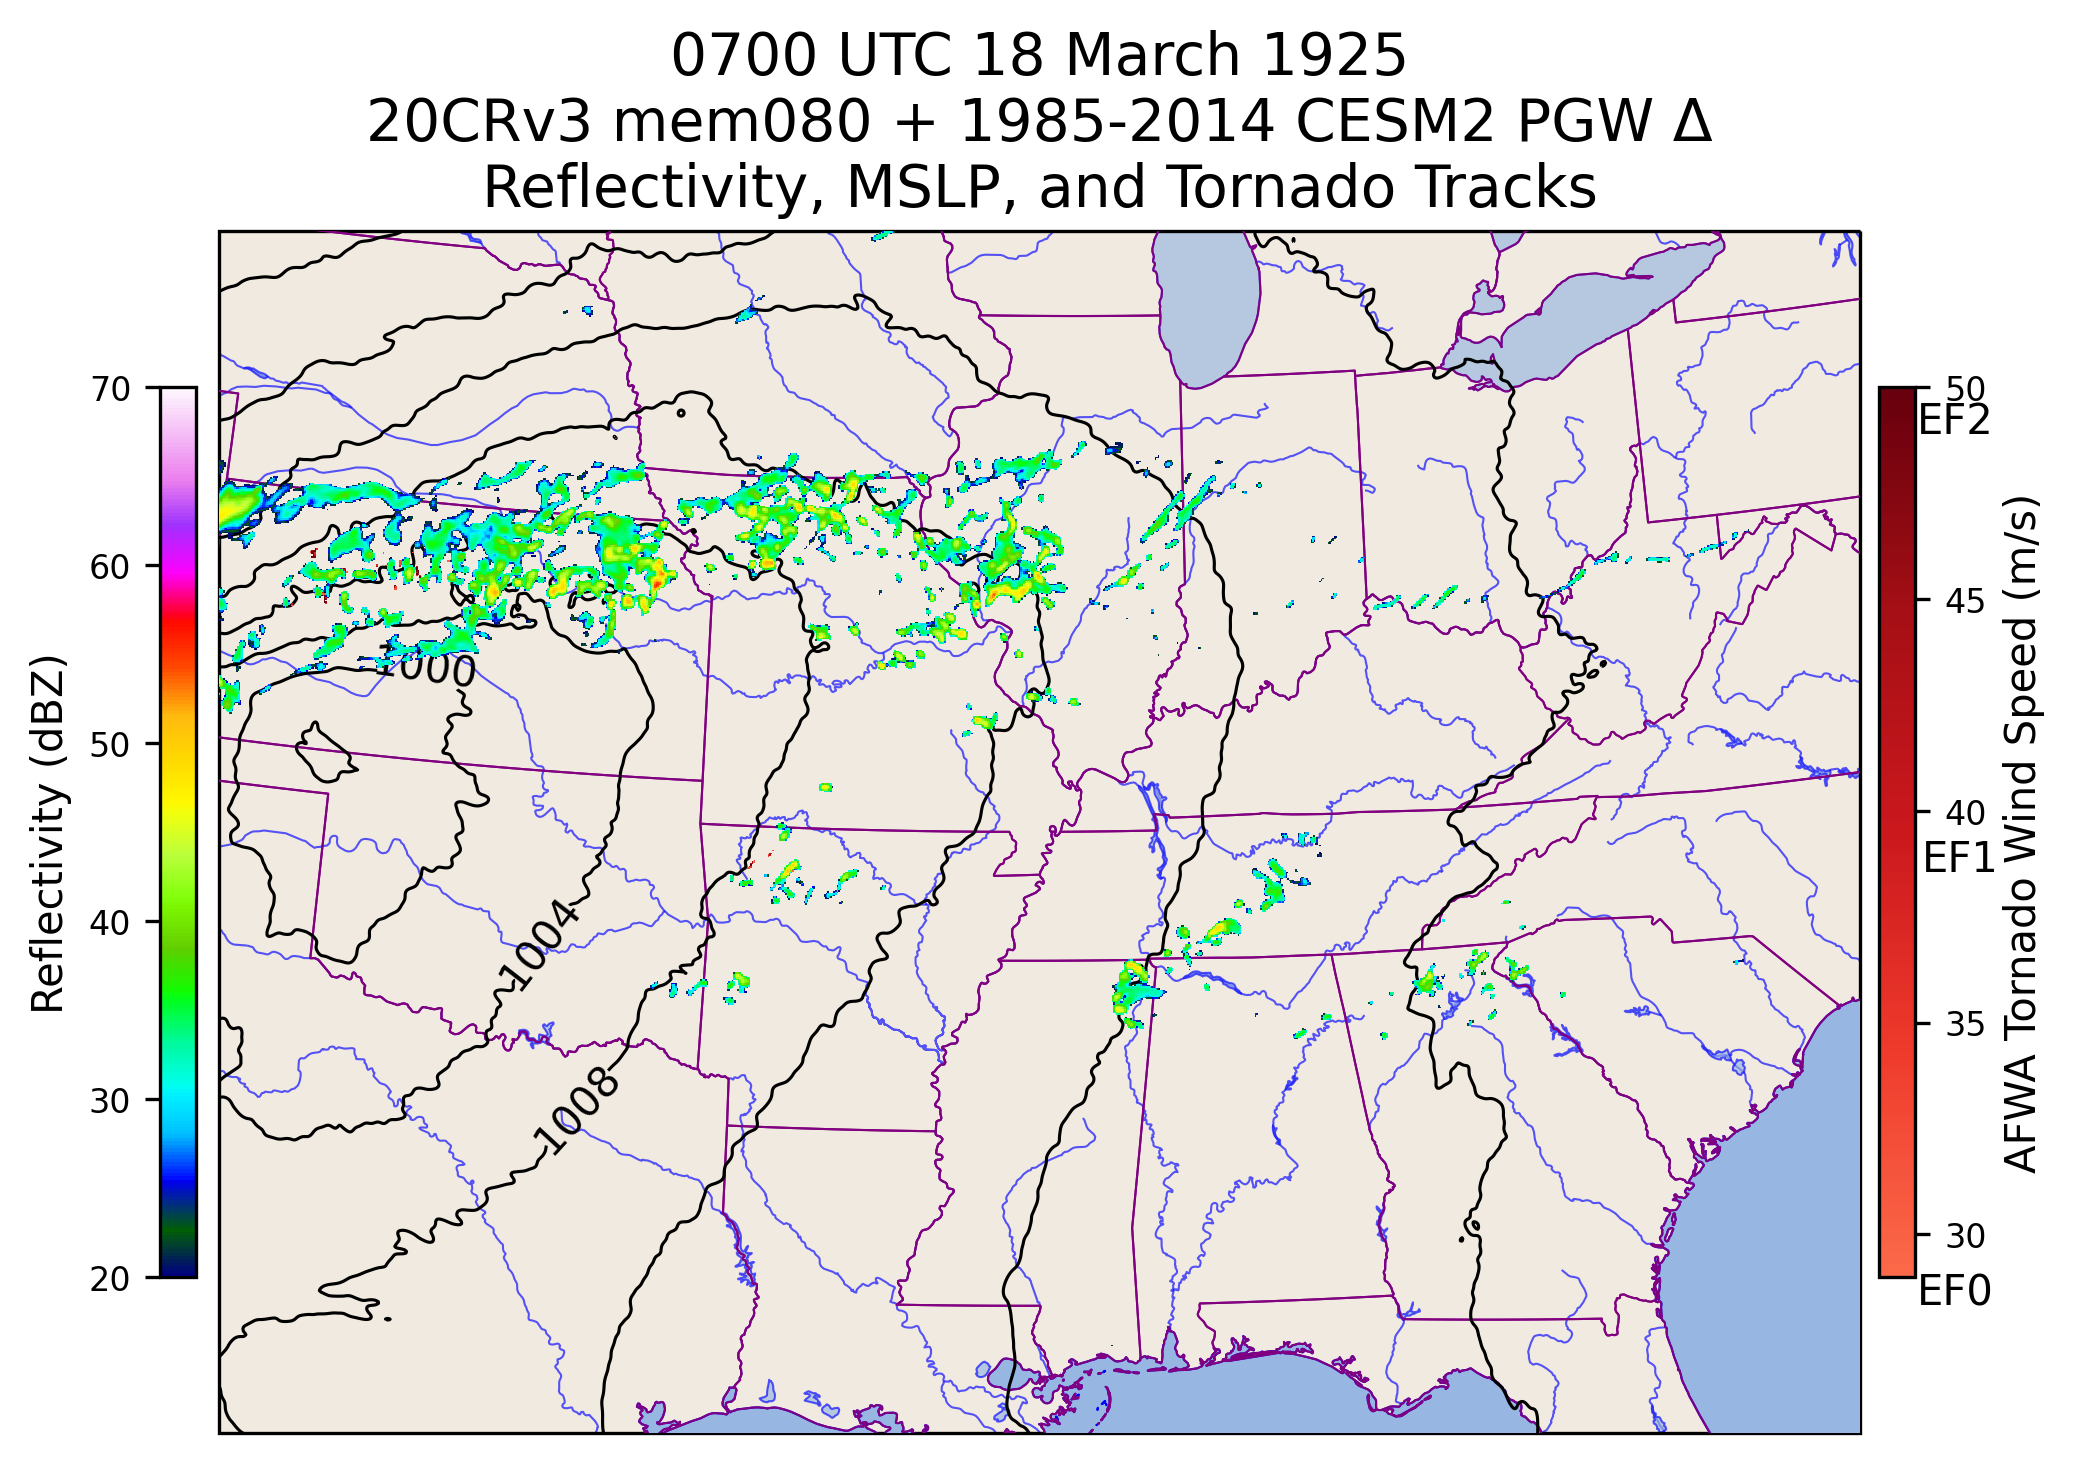 0700 UTC 18 March 1925
20CRv3 mem080 + 1985-2014 CESM2 PGW Δ
Reflectivity, MSLP, and Tornado Tracks
Reflectivity (dBZ)
70
60
50
40
30
20
1000
1004
1008
50
EF2
45
40
EF1
35
30
EF0
AFWA Tornado Wind Speed (m/s)